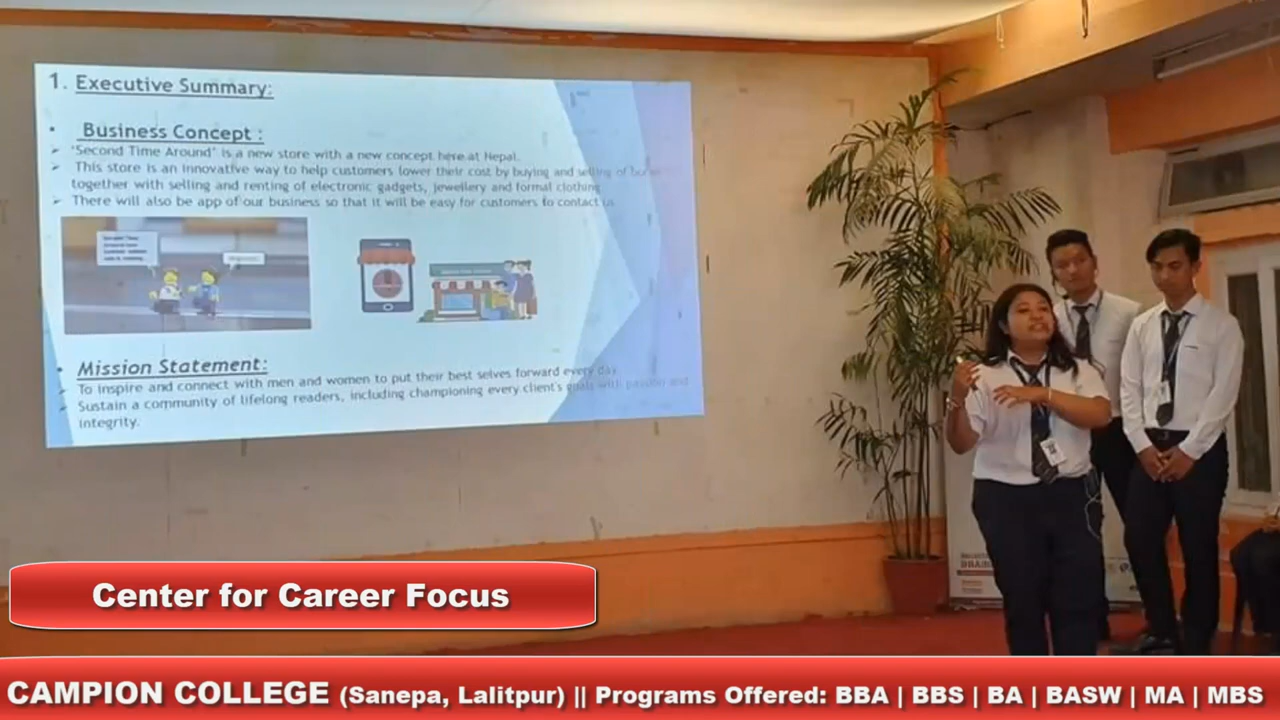 1. Executive Summary:
• Business Concept :
➢ ‘Second Time Around’ is a new store with a new concept here at Nepal.
➢ This store is an innovative way to help customers lower their cost by buying and selling of books
together with selling and renting of electronic gadgets, jewellery and formal clothing
➢ There will also be app of our business so that it will be easy for customers to contact us
• Mission Statement:
➢ To inspire and connect with men and women to put their best selves forward every day
➢ Sustain a community of lifelong readers, including championing every client's goals with passion and
integrity.
Center for Career Focus
CAMPION COLLEGE (Sanepa, Lalitpur) || Programs Offered: BBA | BBS | BA | BASW | MA | MBS